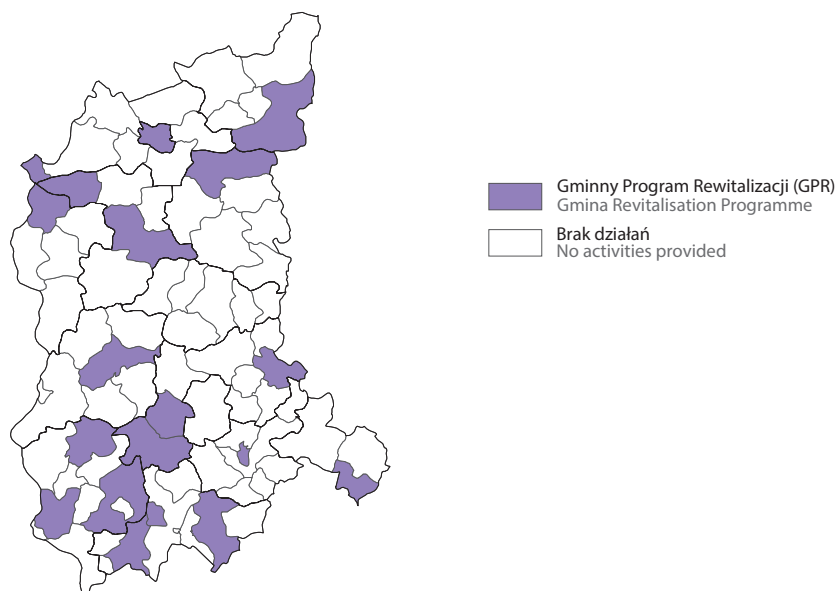 Gminny Program Rewitalizacji (GPR)
Gmina Revitalisation Programme
Brak działań
No activities provided